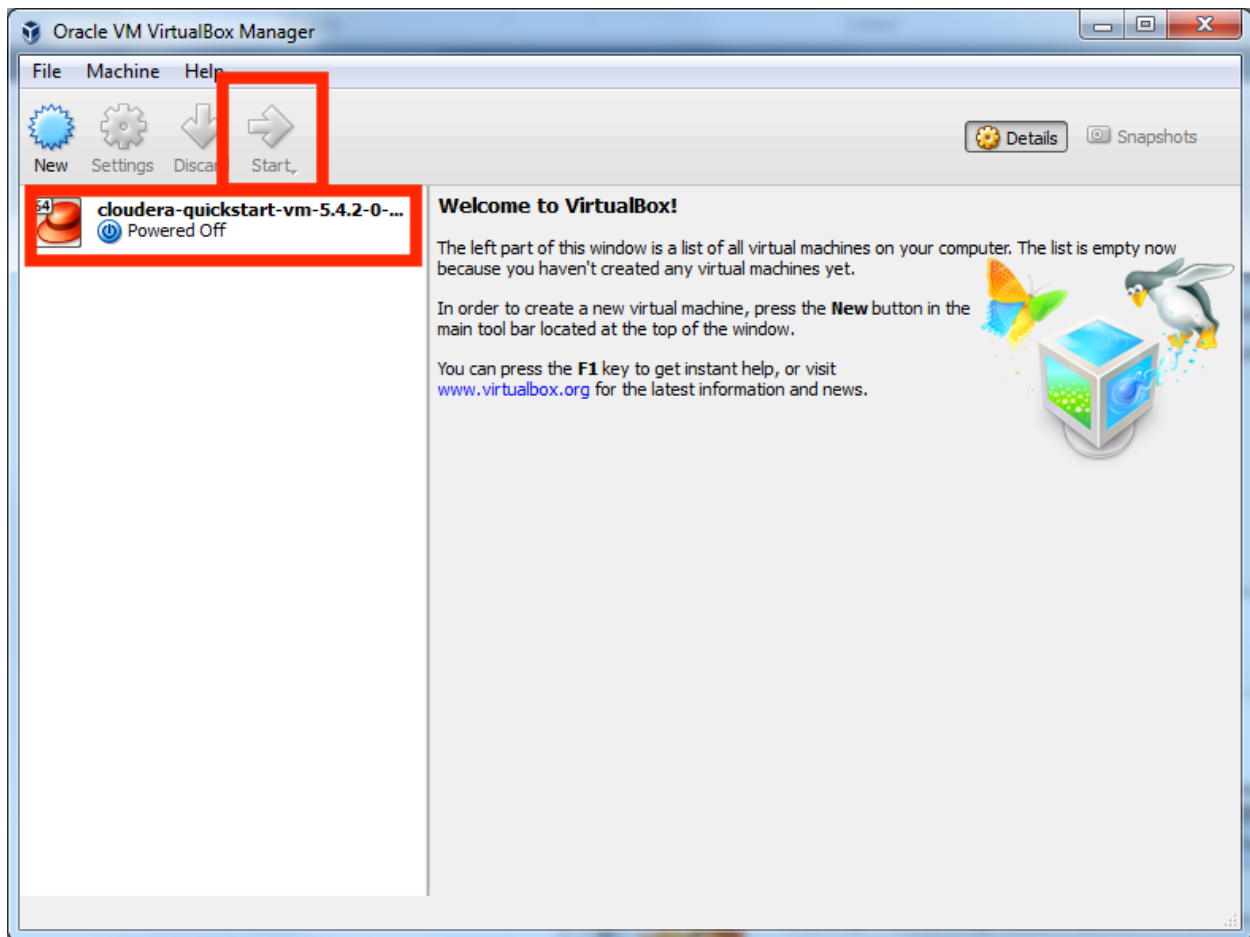 Oracle VM VirtualBox Manager
File Machine Help
New Settings Discar Start
Details Snapshots
64
cloudera-quickstart-vm-5.4.2-0-...
Powered Off
Welcome to VirtualBox!
The left part of this window is a list of all virtual machines on your computer. The list is empty now
because you haven't created any virtual machines yet.
In order to create a new virtual machine, press the New button in the
main tool bar located at the top of the window.
You can press the F1 key to get instant help, or visit
www.virtualbox.org for the latest information and news.